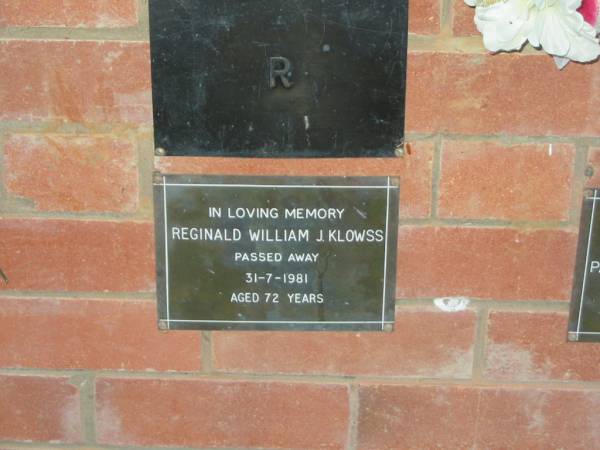 R
IN LOVING MEMORY
REGINALD WILLIAM J. KLOWSS
PASSED AWAY
31-7-1981
AGED 72 YEARS